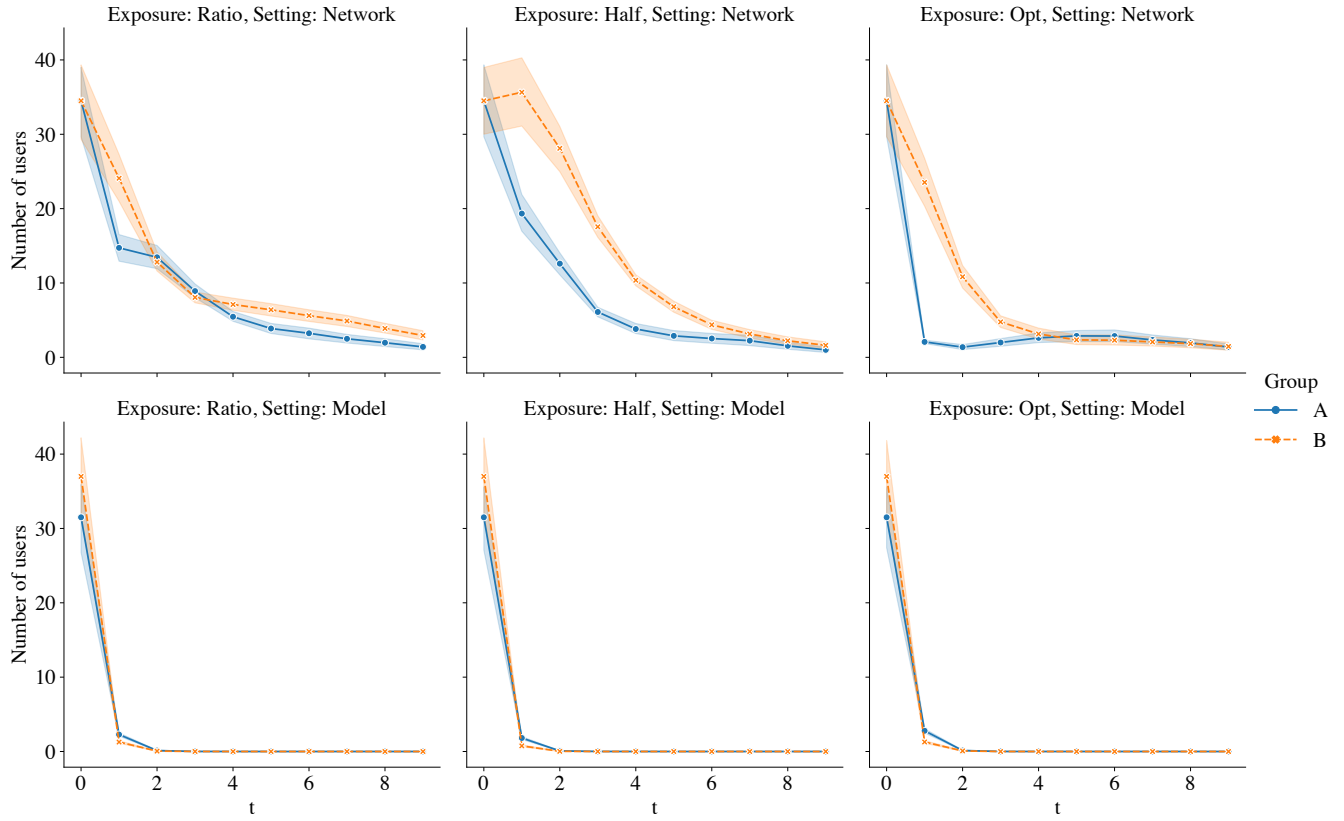 Exposure: Ratio, Setting: Network
Exposure: Half, Setting: Network
Exposure: Opt, Setting: Network
40
30
20
10
0
Number of users
Group
A
B
Exposure: Ratio, Setting: Model
Exposure: Half, Setting: Model
Exposure: Opt, Setting: Model
40
30
20
10
0
Number of users
0 2 4 6 8
0 2 4 6 8
0 2 4 6 8
t
t
t